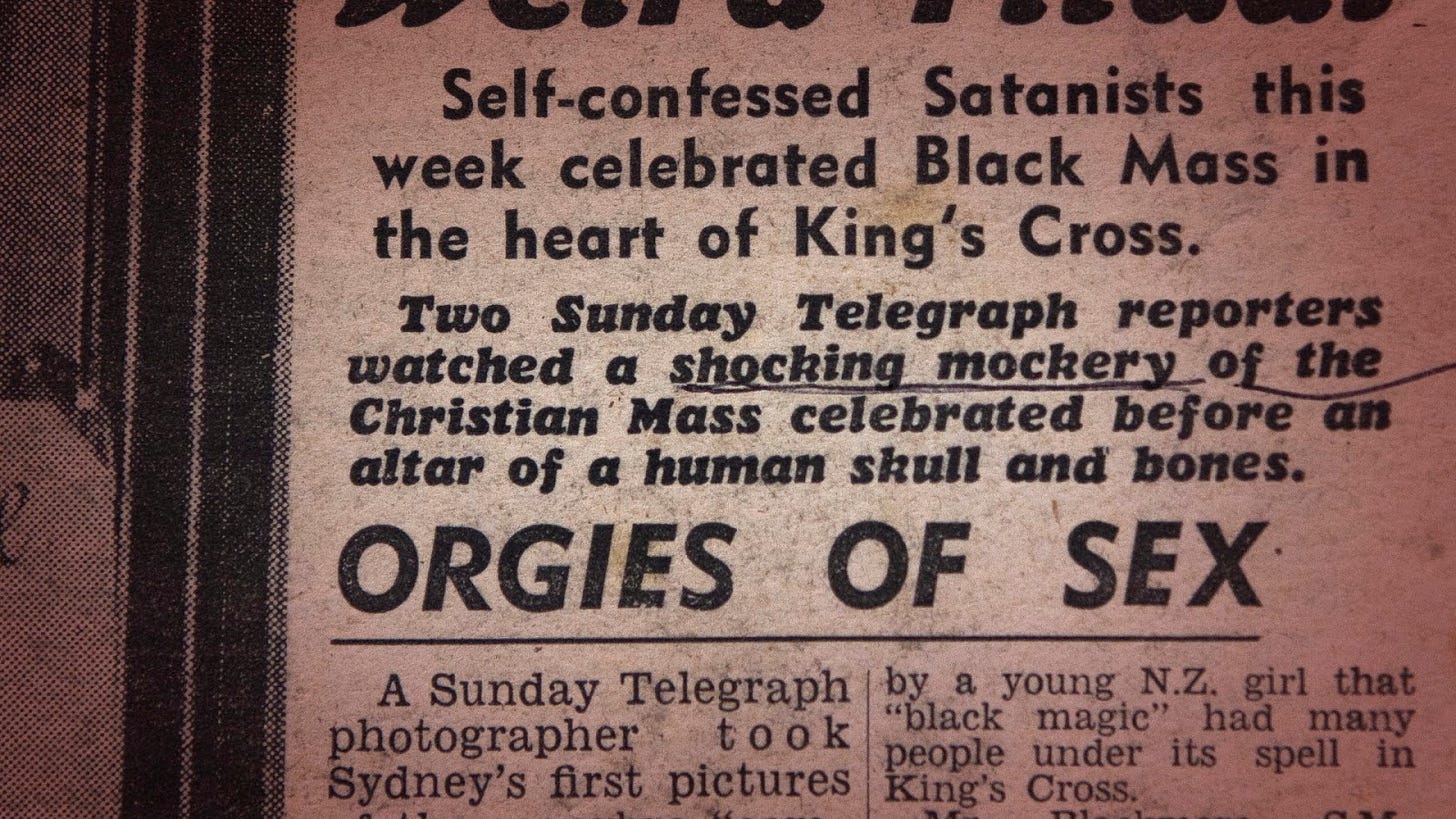 Self-confessed Satanists this
week celebrated Black Mass in
the heart of King's Cross.
Two Sunday Telegraph reporters
watched a shocking mockery of the
Christian Mass celebrated before an
altar of a human skull and bones.
ORGIES OF SEX
A Sunday Telegraph
photographer took
Sydney's first pictures
by a young N.Z. girl that
"black magic" had many
people under its spell in
King's Cross.